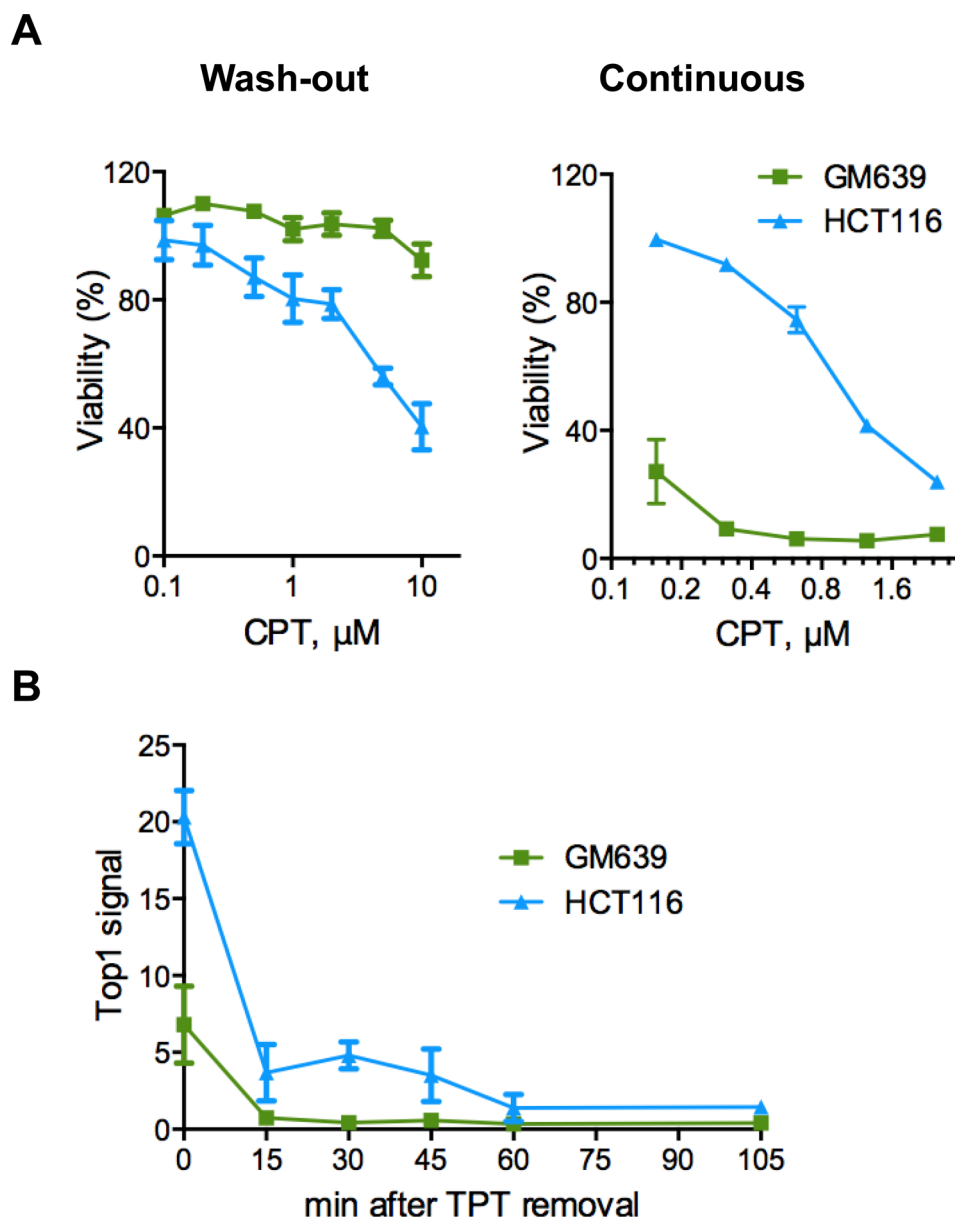 A
Wash-out
Continuous
120
80
40
0
Viability (%)
0.1
1
10
CPT, µM
120
80
40
0
Viability (%)
GM639
HCT116
0.1
0.2
0.4
0.8
1.6
CPT, µM
B
25
20
15
10
5
0
Top1 signal
GM639
HCT116
0
15
30
45
60
75
90
105
min after TPT removal